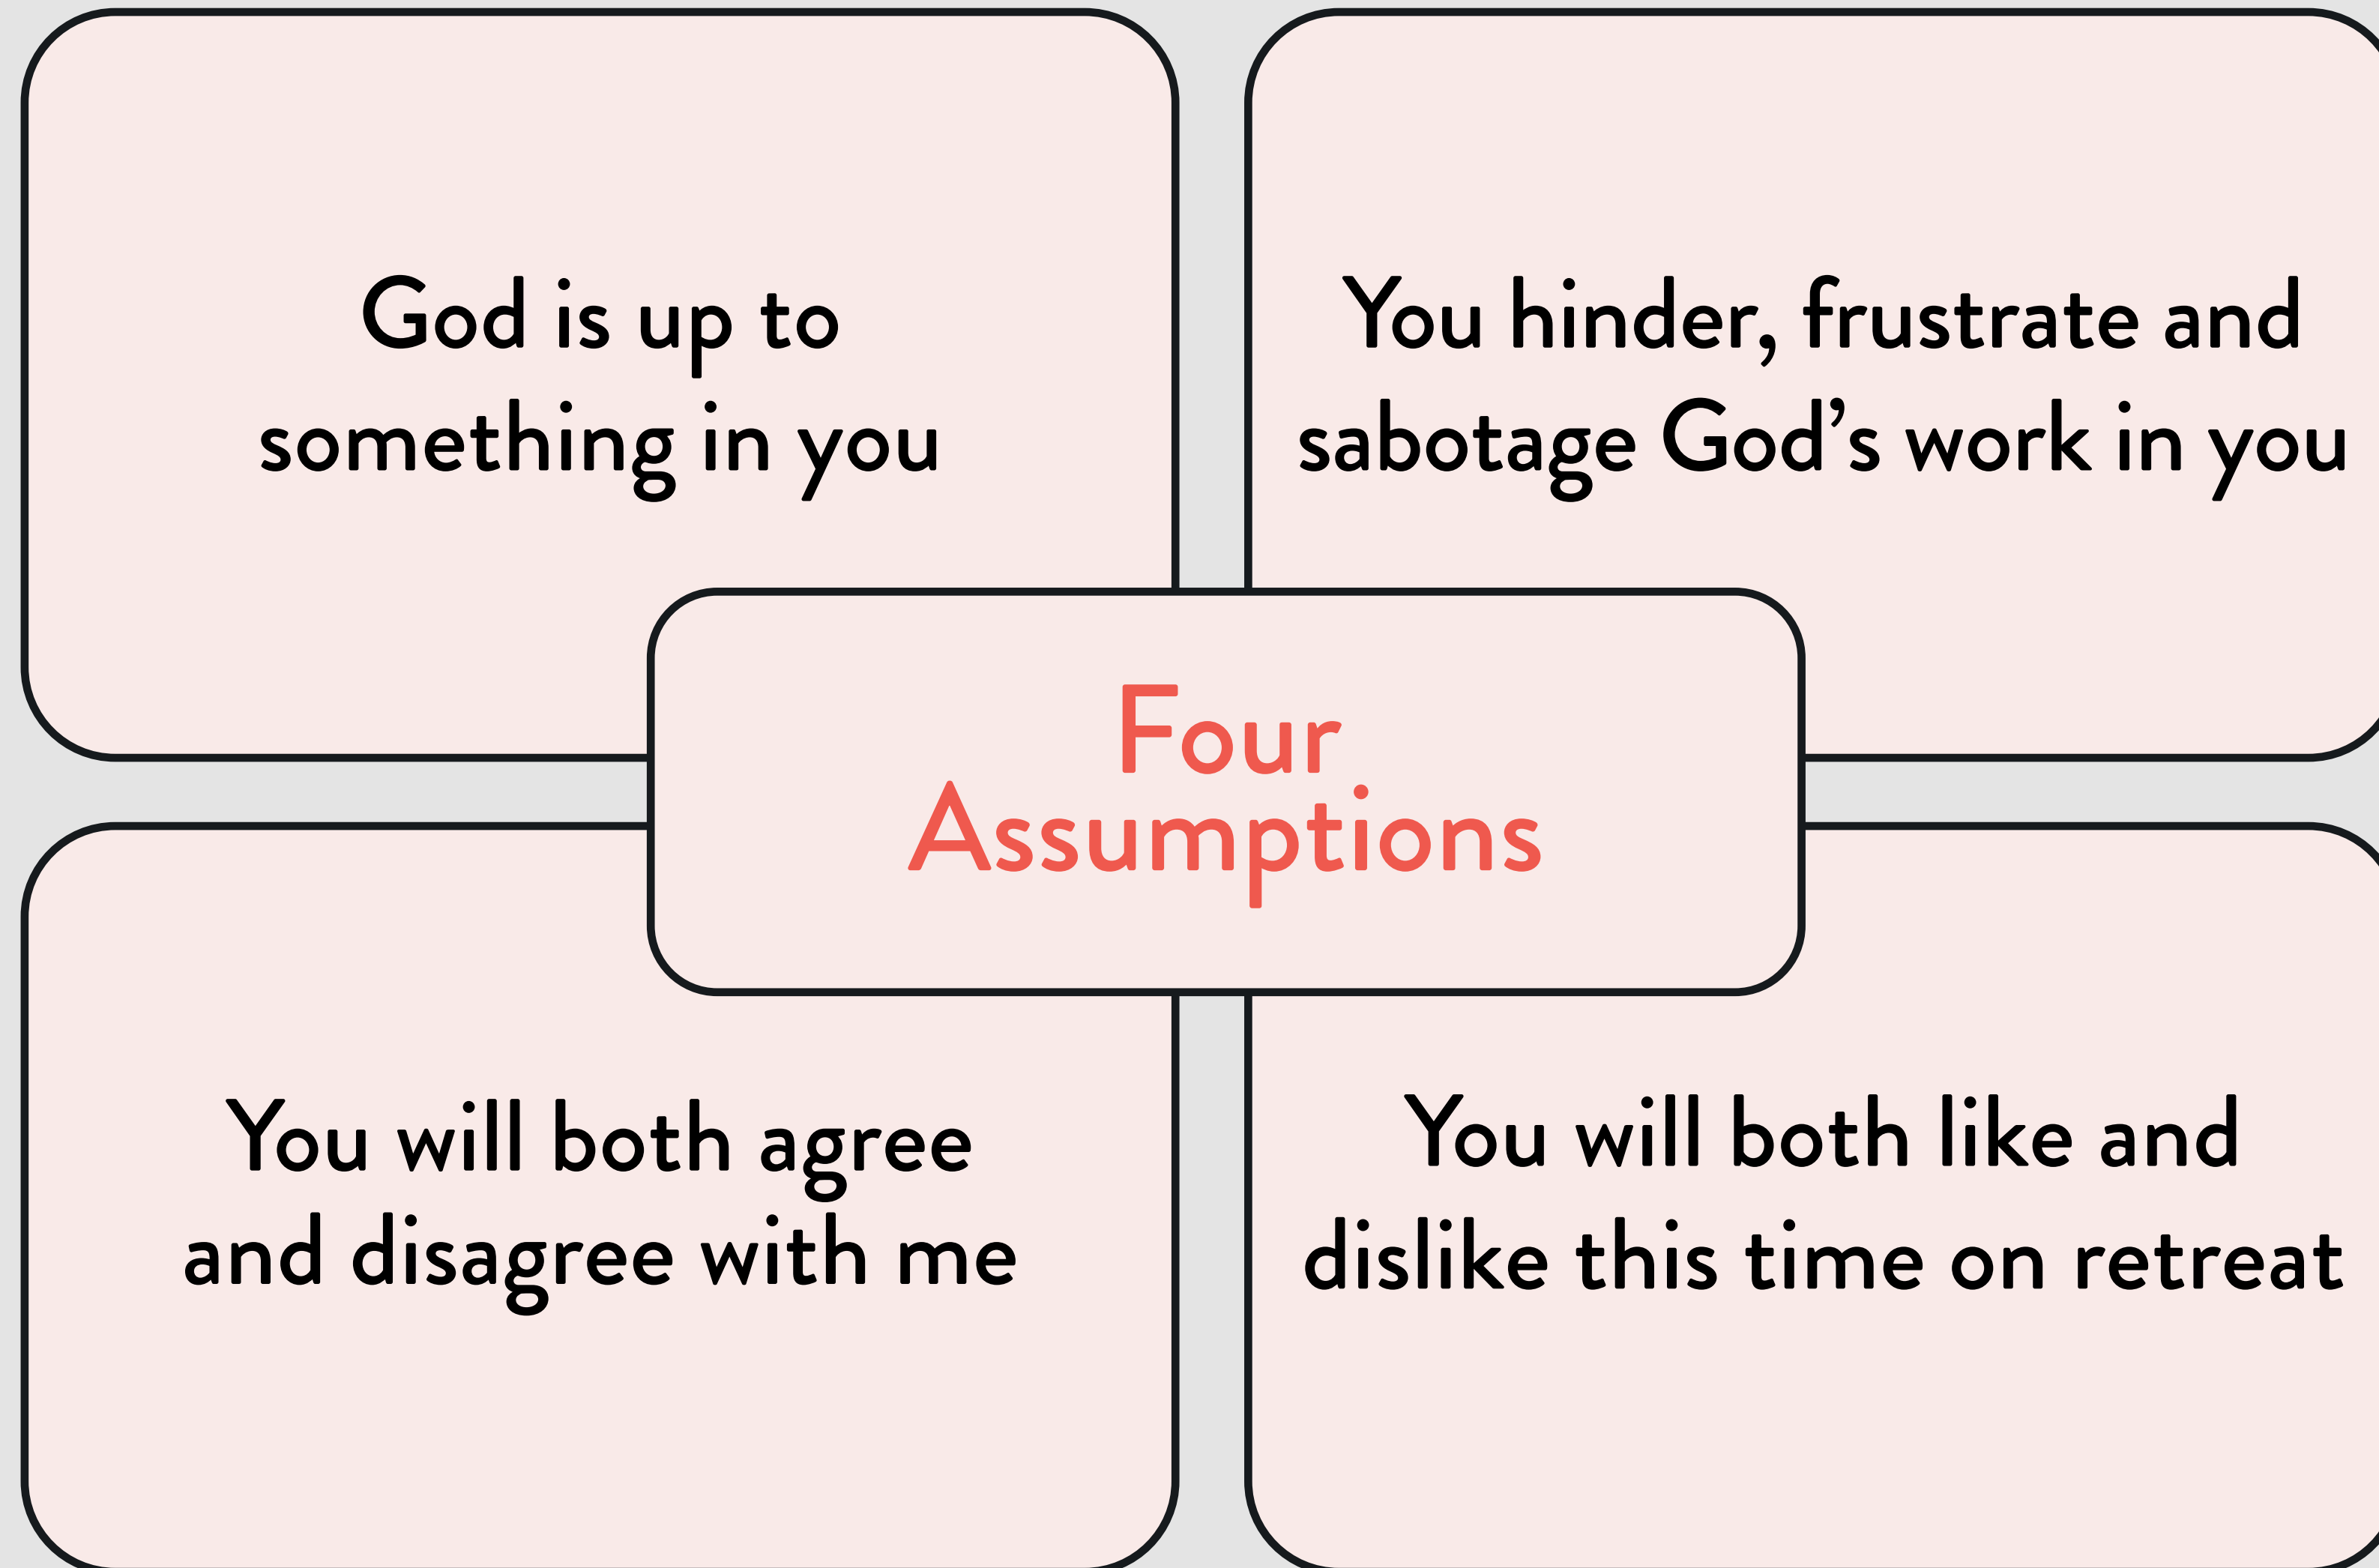 God is up to
something in you
You hinder, frustrate and
sabotage God's work in you
Four
Assumptions
You will both agree
and disagree with me
You will both like and
dislike this time on retreat